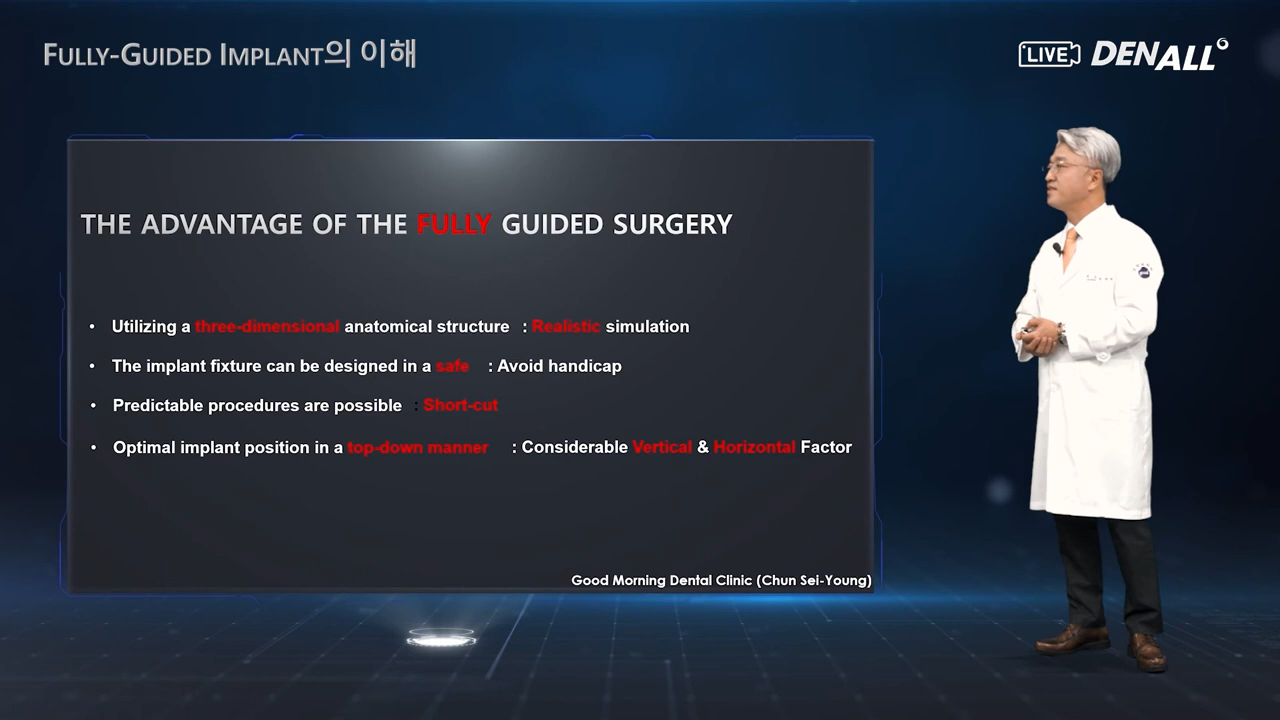 FULLY-GUIDED IMPLANT의 이해
LIVE DENALL
THE ADVANTAGE OF THE FULLY GUIDED SURGERY
• Utilizing a three-dimensional anatomical structure : Realistic simulation
• The implant fixture can be designed in a safe : Avoid handicap
• Predictable procedures are possible : Short-cut
• Optimal implant position in a top-down manner : Considerable Vertical & Horizontal Factor
Good Morning Dental Clinic (Chun Sei-Young)